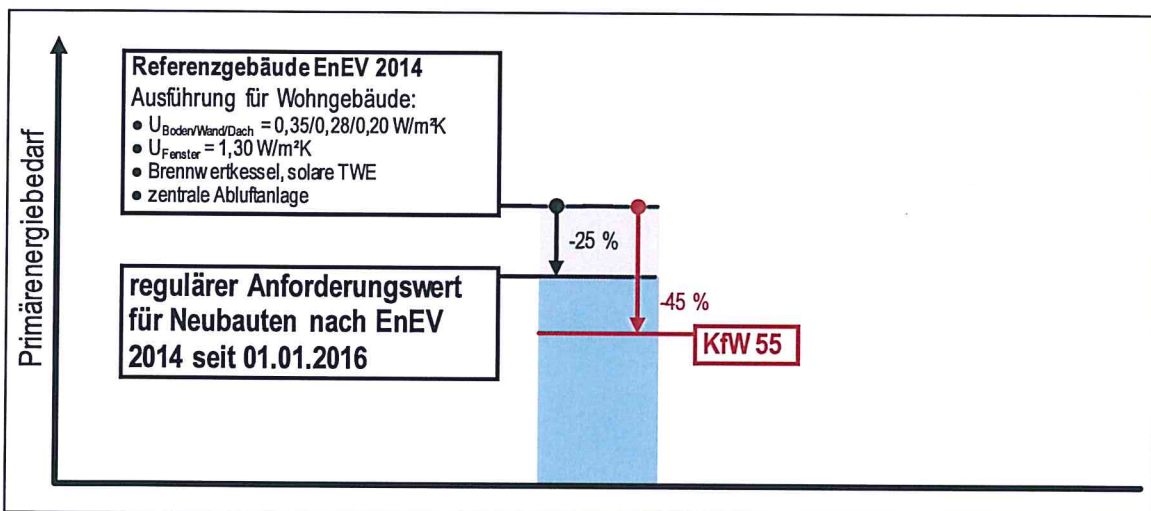 Primärenergiebedarf
Referenzgebäude EnEV 2014
Ausführung für Wohngebäude:
• U Boden/Wand/Dach = 0,35/0,28/0,20 W/m²K
• U Fenster = 1,30 W/m²K
• Brennwertkessel, solare TWE
• zentrale Abluftanlage
-25 %
regulärer Anforderungswert
für Neubauten nach EnEV
2014 seit 01.01.2016
-45 %
KfW 55